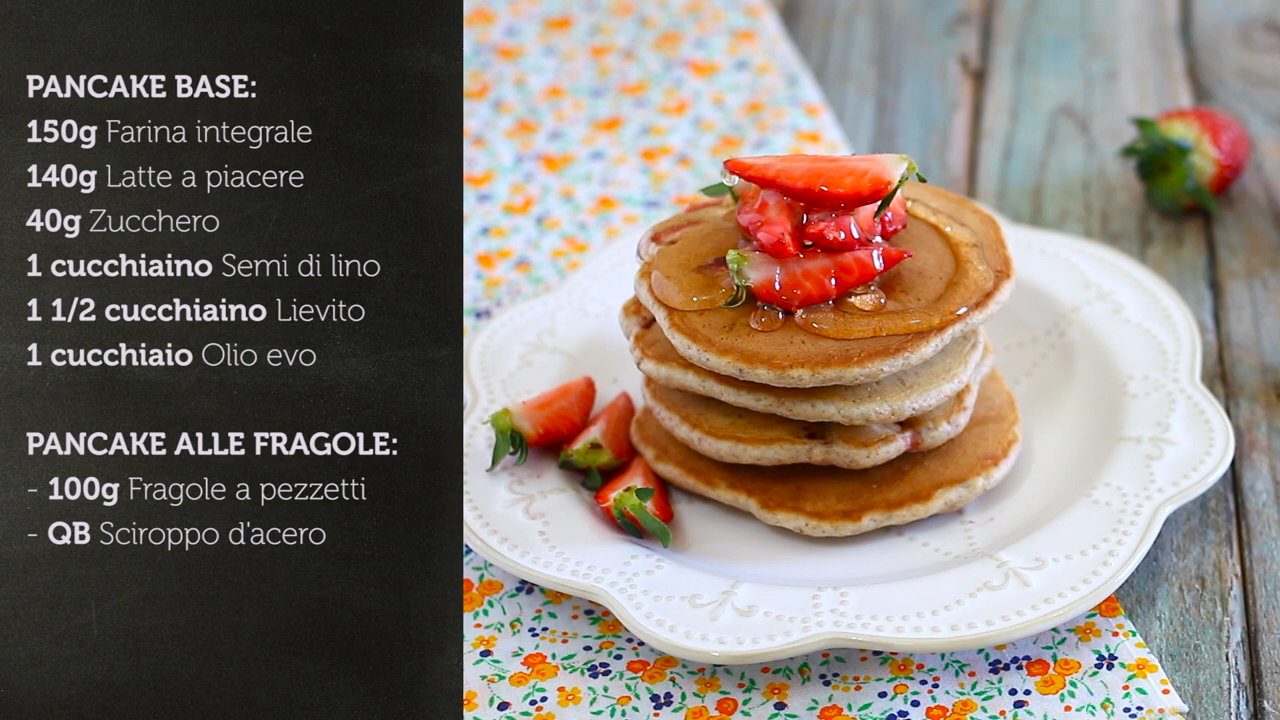 PANCAKE BASE:
150g Farina integrale
140g Latte a piacere
40g Zucchero
1 cucchiaino Semi di lino
1 1/2 cucchiaino Lievito
1 cucchiaio Olio evo
PANCAKE ALLE FRAGOLE:
- 100g Fragole a pezzetti
- QB Sciroppo d'acero